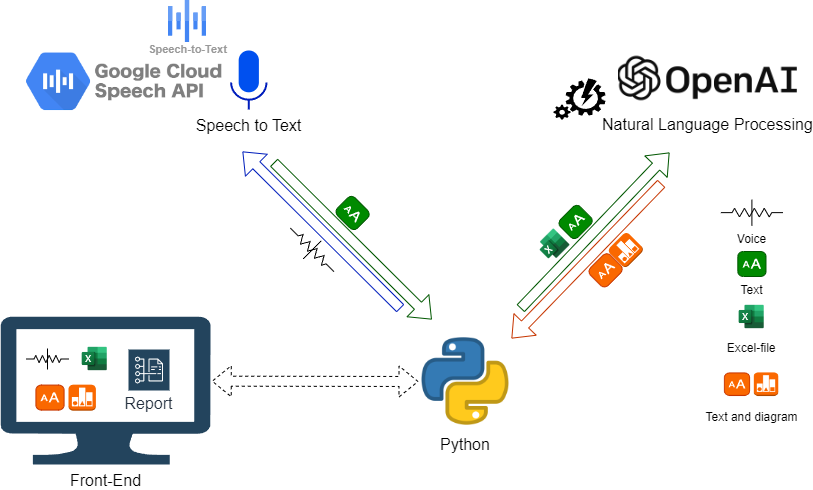 Speech-to-Text
Google Cloud
Speech API
Speech to Text
OpenAI
Natural Language Processing
AA
X
AA
AA
Voice
AA
Text
X
Excel-file
AA
Text and diagram
X
AA
Report
Front-End
Python